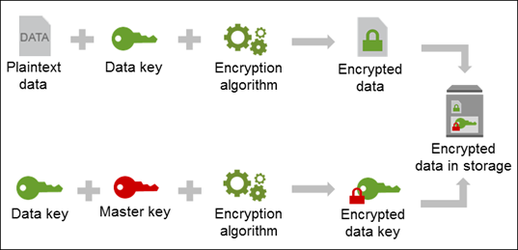 DATA
Plaintext
data
Data key
Encryption
algorithm
Encrypted
data
Encrypted
data in storage
Data key
Master key
Encryption
algorithm
Encrypted
data key